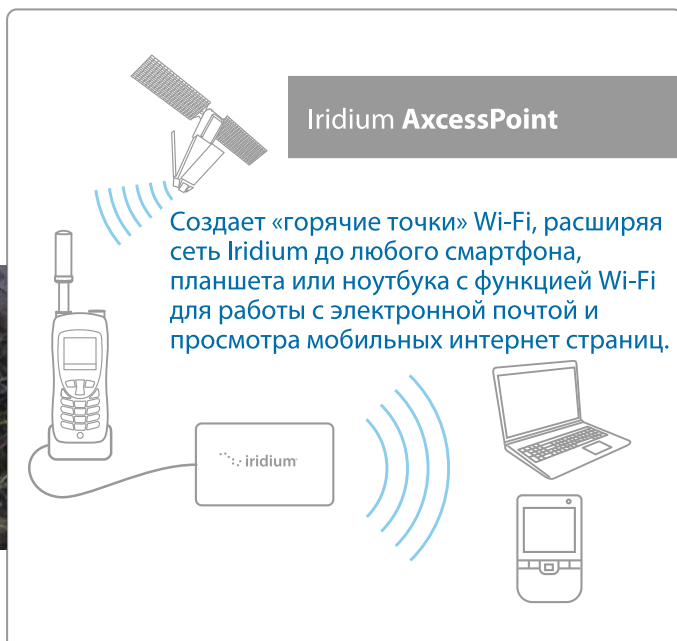 Iridium AxcessPoint
Создает «горячие точки» Wi-Fi, расширяя
сеть Iridium до любого смартфона,
планшета или ноутбука с функцией Wi-Fi
для работы с электронной почтой и
просмотра мобильных интернет страниц.
iridium